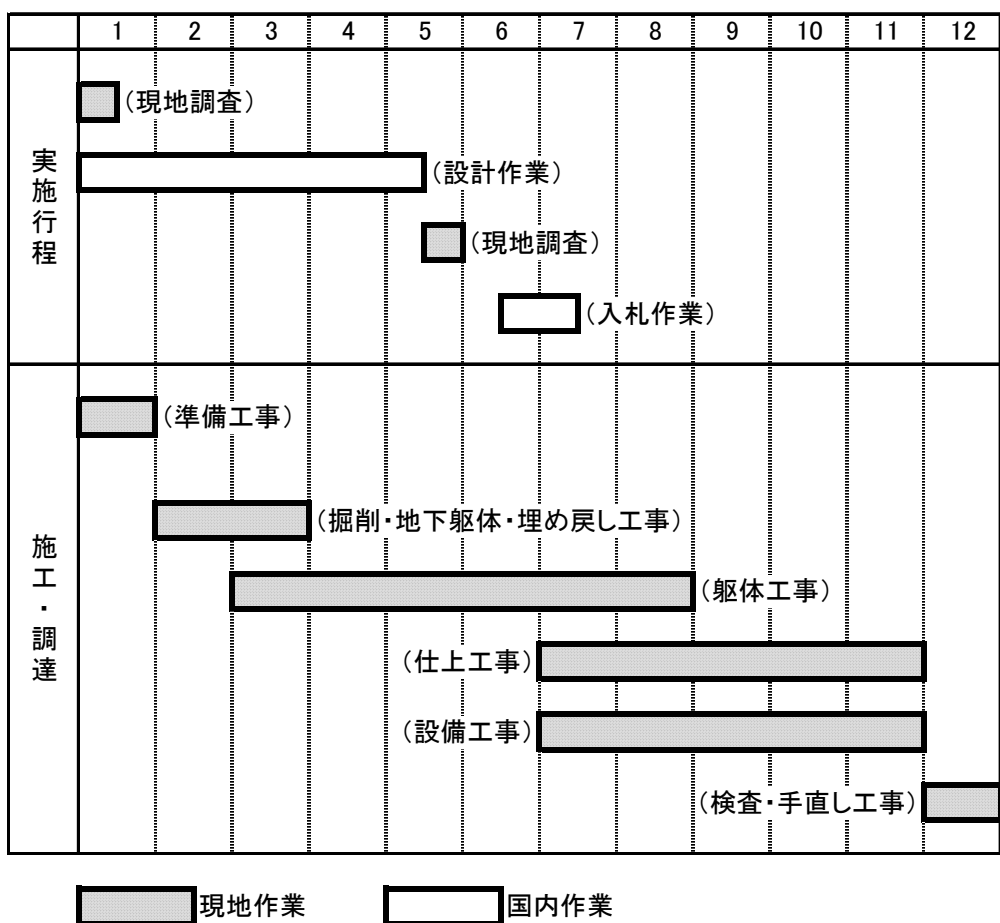 1 2 3 4 5 6 7 8 9 10 11 12
実施行程
(現地調査)
(設計作業)
(現地調査)
(入札作業)
施工・調達
(準備工事)
(掘削・地下躯体・埋め戻し工事)
(躯体工事)
(仕上工事)
(設備工事)
(検査・手直し工事)
現地作業 国内作業